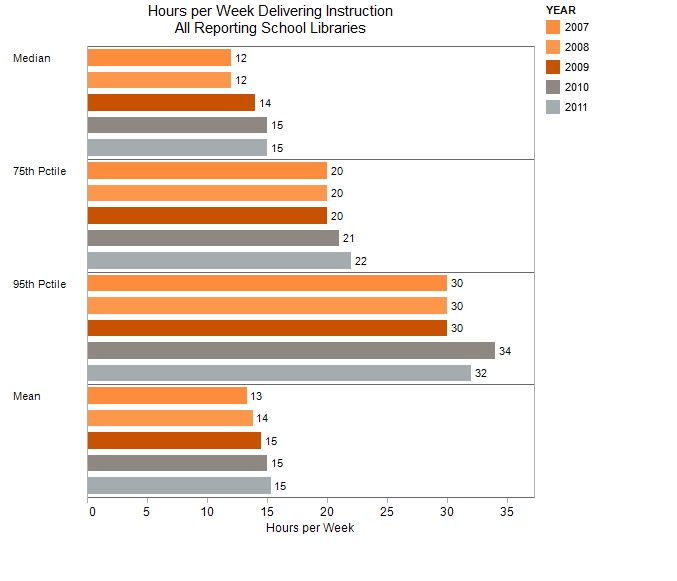 Hours per Week Delivering Instruction
All Reporting School Libraries
YEAR
2007
2008
2009
2010
2011
Median
12
12
14
15
15
75th Pctile
20
20
20
21
22
95th Pctile
30
30
30
34
32
Mean
13
14
15
15
15
0 5 10 15 20 25 30 35
Hours per Week